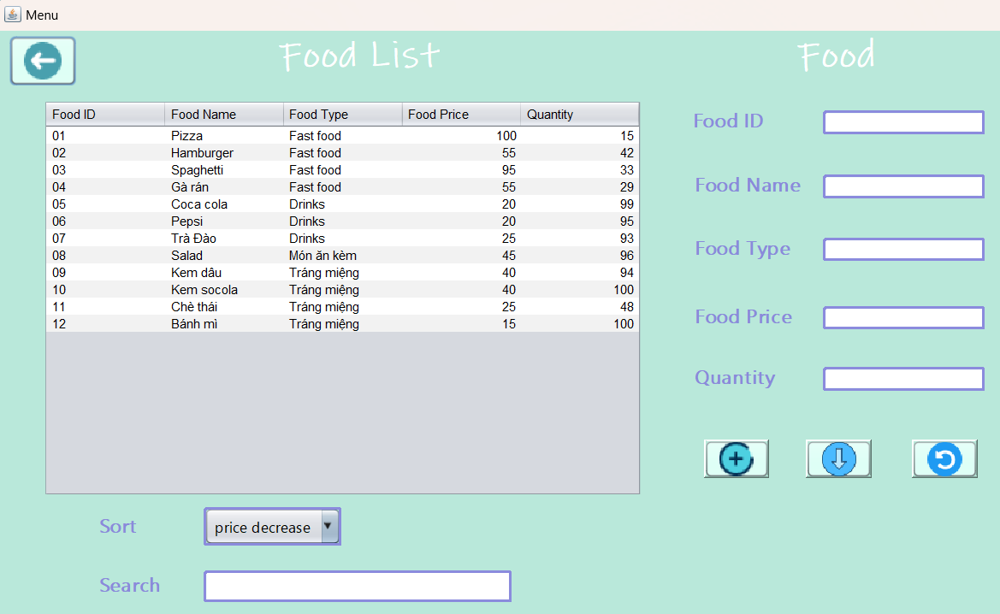 Menu
Food List
Food
Food ID Food Name Food Type Food Price Quantity
01 Pizza Fast food 100 15
02 Hamburger Fast food 55 42
03 Spaghetti Fast food 95 33
04 Gà rán Fast food 55 29
05 Coca cola Drinks 20 99
06 Pepsi Drinks 20 95
07 Trà Đào Drinks 25 93
08 Salad Món ăn kèm 45 96
09 Kem dâu Tráng miệng 40 94
10 Kem socola Tráng miệng 40 100
11 Chè thái Tráng miệng 25 48
12 Bánh mì Tráng miệng 15 100
Food ID
Food Name
Food Type
Food Price
Quantity
Sort price decrease
Search